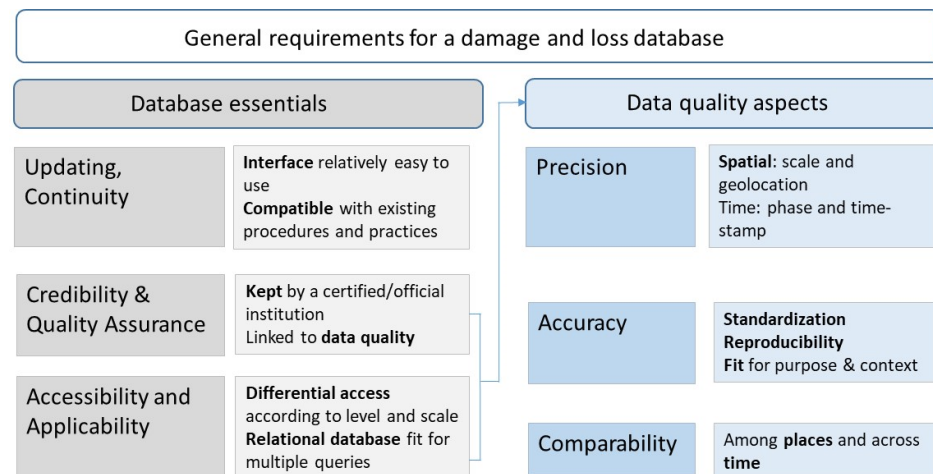 General requirements for a damage and loss database
Database essentials
Updating,
Continuity
Interface relatively easy to
use
Compatible with existing
procedures and practices
Credibility &
Quality Assurance
Kept by a certified/official
institution
Linked to data quality
Accessibility and
Applicability
Differential access
according to level and scale
Relational database fit for
multiple queries
Data quality aspects
Precision
Spatial: scale and
geolocation
Time: phase and time-
stamp
Accuracy
Standardization
Reproducibility
Fit for purpose & context
Comparability
Among places and across
time